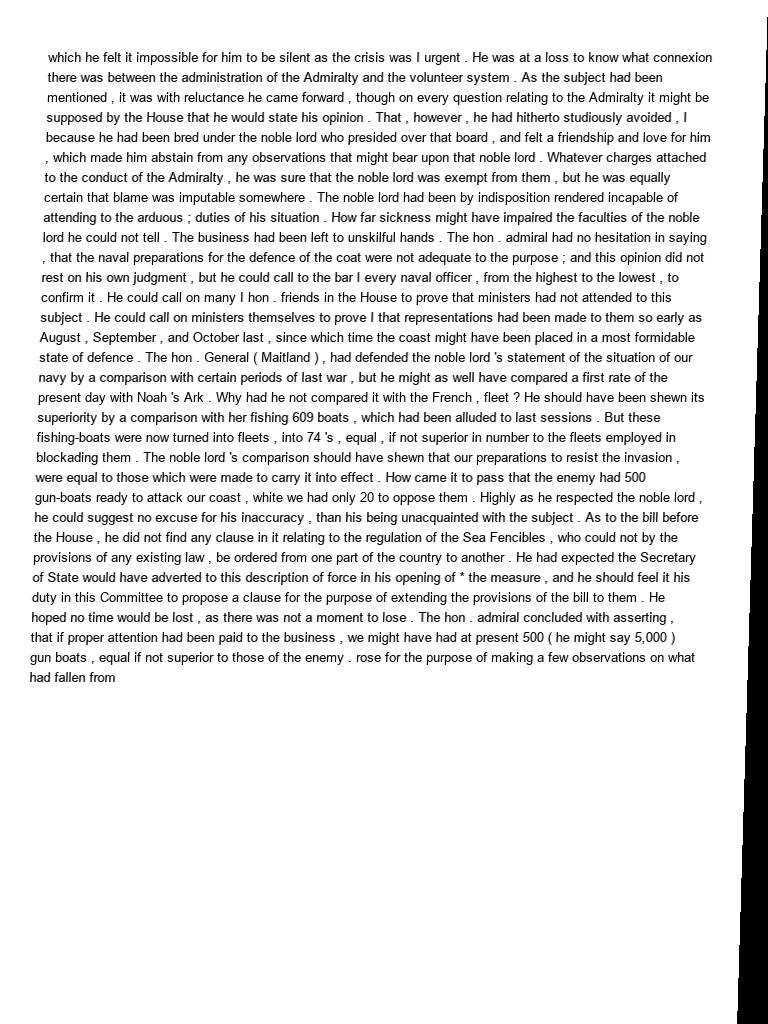 which he felt it impossible for him to be silent as the crisis was I urgent . He was at a loss to know what connexion
there was between the administration of the Admiralty and the volunteer system . As the subject had been
mentioned , it was with reluctance he came forward , though on every question relating to the Admiralty it might be
supposed by the House that he would state his opinion . That , however , he had hitherto studiously avoided , I
because he had been bred under the noble lord who presided over that board , and felt a friendship and love for him
, which made him abstain from any observations that might bear upon that noble lord . Whatever charges attached
to the conduct of the Admiralty , he was sure that the noble lord was exempt from them , but he was equally
certain that blame was imputable somewhere . The noble lord had been by indisposition rendered incapable of
attending to the arduous ; duties of his situation . How far sickness might have impaired the faculties of the noble
lord he could not tell . The business had been left to unskilful hands . The hon . admiral had no hesitation in saying
, that the naval preparations for the defence of the coat were not adequate to the purpose ; and this opinion did not
rest on his own judgment , but he could call to the bar I every naval officer , from the highest to the lowest , to
confirm it . He could call on many I hon . friends in the House to prove that ministers had not attended to this
subject . He could call on ministers themselves to prove I that representations had been made to them so early as
August , September , and October last , since which time the coast might have been placed in a most formidable
state of defence . The hon . General ( Maitland ) , had defended the noble lord 's statement of the situation of our
navy by a comparison with certain periods of last war , but he might as well have compared a first rate of the
present day with Noah 's Ark . Why had he not compared it with the French , fleet ? He should have been shewn its
superiority by a comparison with her fishing 609 boats , which had been alluded to last sessions . But these
fishing-boats were now turned into fleets , into 74 's , equal , if not superior in number to the fleets employed in
blockading them . The noble lord 's comparison should have shewn that our preparations to resist the invasion ,
were equal to those which were made to carry it into effect . How came it to pass that the enemy had 500
gun-boats ready to attack our coast , white we had only 20 to oppose them . Highly as he respected the noble lord ,
he could suggest no excuse for his inaccuracy , than his being unacquainted with the subject . As to the bill before
the House , he did not find any clause in it relating to the regulation of the Sea Fencibles , who could not by the
provisions of any existing law , be ordered from one part of the country to another . He had expected the Secretary
of State would have adverted to this description of force in his opening of * the measure , and he should feel it his
duty in this Committee to propose a clause for the purpose of extending the provisions of the bill to them . He
hoped no time would be lost , as there was not a moment to lose . The hon . admiral concluded with asserting ,
that if proper attention had been paid to the business , we might have had at present 500 ( he might say 5,000 )
gun boats , equal if not superior to those of the enemy . rose for the purpose of making a few observations on what
had fallen from